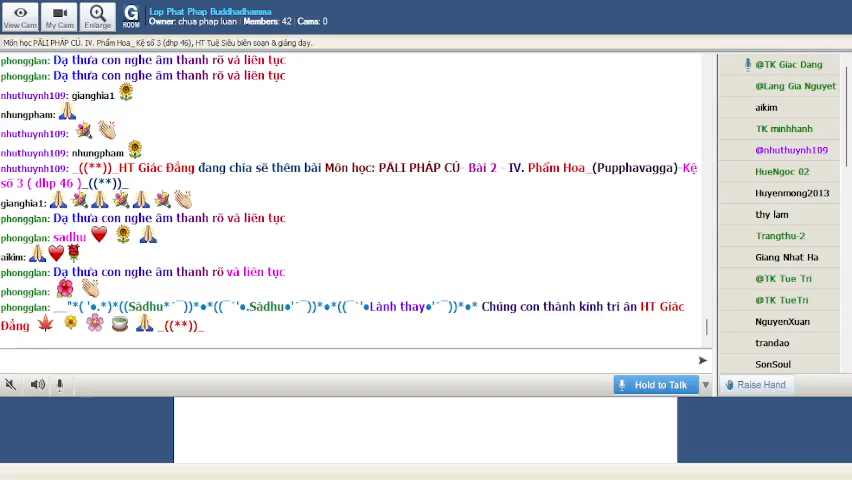 Lop Phat Phap Buddhadhamma
Owner: chua phap luan | Members: 42 | Cams: 0
View Cam
My Cam
Enlarge
G
ROOM
Môn học PĀLI PHÁP CÚ. IV. Phẩm Hoa_ Kệ số 3 (dhp 46), HT Tuệ Siêu biên soạn & giảng dạy.
phongglan: Dạ thưa con nghe âm thanh rõ và liên tục
phongglan: Dạ thưa con nghe âm thanh rõ và liên tục
nhuthuynh109: gianghia1
nhungpham:
nhuthuynh109:
nhuthuynh109: nhungpham
nhuthuynh109: _((**))_HT Giác Đẳng đang chia sẽ thêm bài Môn học: PĀLI PHÁP CÚ- Bài 2 - IV. Phẩm Hoa_(Pupphavagga)-Kệ
số 3 ( dhp 46 )_((**))_
gianghia1:
phongglan: Dạ thưa con nghe âm thanh rõ và liên tục
phongglan: sadhu
aikim:
phongglan: Dạ thưa con nghe âm thanh rõ và liên tục
phongglan:
phongglan: __"*( '●.*)*((Sàdhu*´¯))●*((¯`'●.Sàdhu●'´¯))*●*((¯`'●Lành thay●'´¯))*●* Chúng con thành kính tri ân HT Giác
Đẳng _((**))_
Hold to Talk
@TK Giac Dang
@Lang Gia Nguyet
aikim
TK minhhanh
@nhuthuynh109
HueNgoc 02
Huyenmong2013
thy lam
Trangthu-2
Giang Nhat Ha
@TK Tue Tri
@TK TueTri
NguyenXuan
trandao
SonSoul
Raise Hand